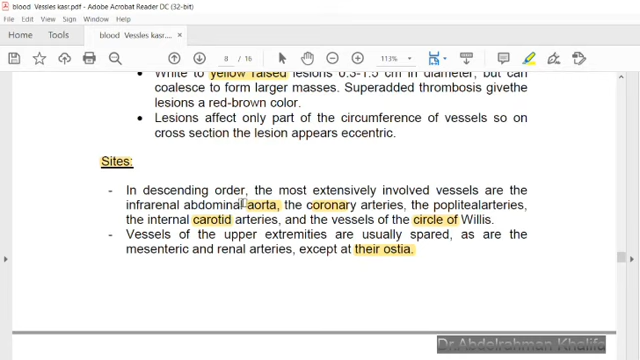 blood Vessles kasr.pdf - Adobe Acrobat Reader DC (32-bit)
File Edit View Sign Window Help
Home Tools blood Vessles kasr.... ×
8 / 16 113%
• White to yellow raised lesions 0.3-1.5 cm in diameter, but can
coalesce to form larger masses. Superadded thrombosis givethe
lesions a red-brown color.
• Lesions affect only part of the circumference of vessels so on
cross section the lesion appears eccentric.
Sites:
- In descending order, the most extensively involved vessels are the
infrarenal abdominal aorta, the coronary arteries, the poplitealarteries,
the internal carotid arteries, and the vessels of the circle of Willis.
- Vessels of the upper extremities are usually spared, as are the
mesenteric and renal arteries, except at their ostia.
Dr.Abdelrahman Khalifa